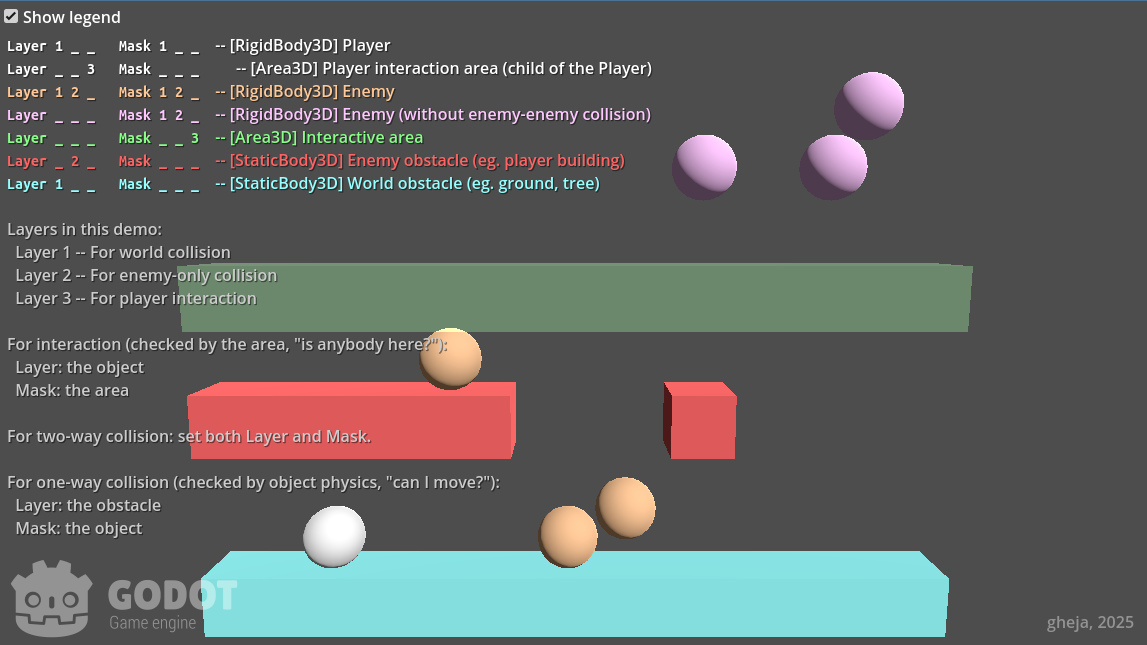 Show legend
Layer 1 _ _   Mask 1 _ _  -- [RigidBody3D] Player
Layer _ _ 3   Mask _ _ _     -- [Area3D] Player interaction area (child of the Player)
Layer 1 2 _   Mask 1 2 _  -- [RigidBody3D] Enemy
Layer _ _ _   Mask 1 2 _  -- [RigidBody3D] Enemy (without enemy-enemy collision)
Layer _ _ _   Mask _ _ 3  -- [Area3D] Interactive area
Layer _ 2 _   Mask _ _ _  -- [StaticBody3D] Enemy obstacle (eg. player building)
Layer 1 _ _   Mask _ _ _  -- [StaticBody3D] World obstacle (eg. ground, tree)
Layers in this demo:
Layer 1 -- For world collision
Layer 2 -- For enemy-only collision
Layer 3 -- For player interaction
For interaction (checked by the area, "is anybody here?"):
Layer: the object
Mask: the area
For two-way collision: set both Layer and Mask.
For one-way collision (checked by object physics, "can I move?"):
Layer: the obstacle
Mask: the object
GODOT
Game engine
gheja, 2025